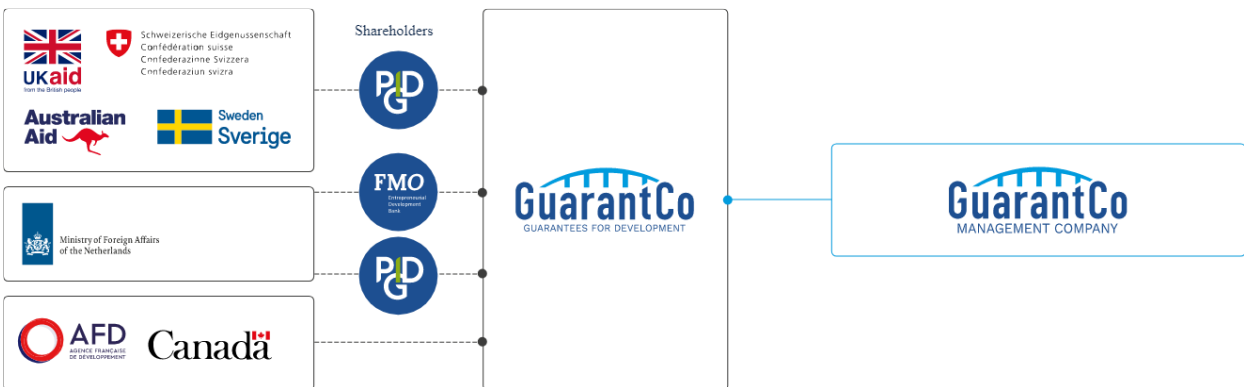 Schweizerische Eidgenossenschaft
Confédération suisse
Confederazione Svizzera
Confederaziun svizra
UKaid
from the British people
Australian
Aid
Sweden
Sverige
Ministry of Foreign Affairs
of the Netherlands
AFD
AGENCE FRANÇAISE
DE DÉVELOPPEMENT
Canada
Shareholders
PIDG
FMO
Entrepreneurial
Development
Bank
PIDG
GuarantCo
GUARANTEES FOR DEVELOPMENT
GuarantCo
MANAGEMENT COMPANY